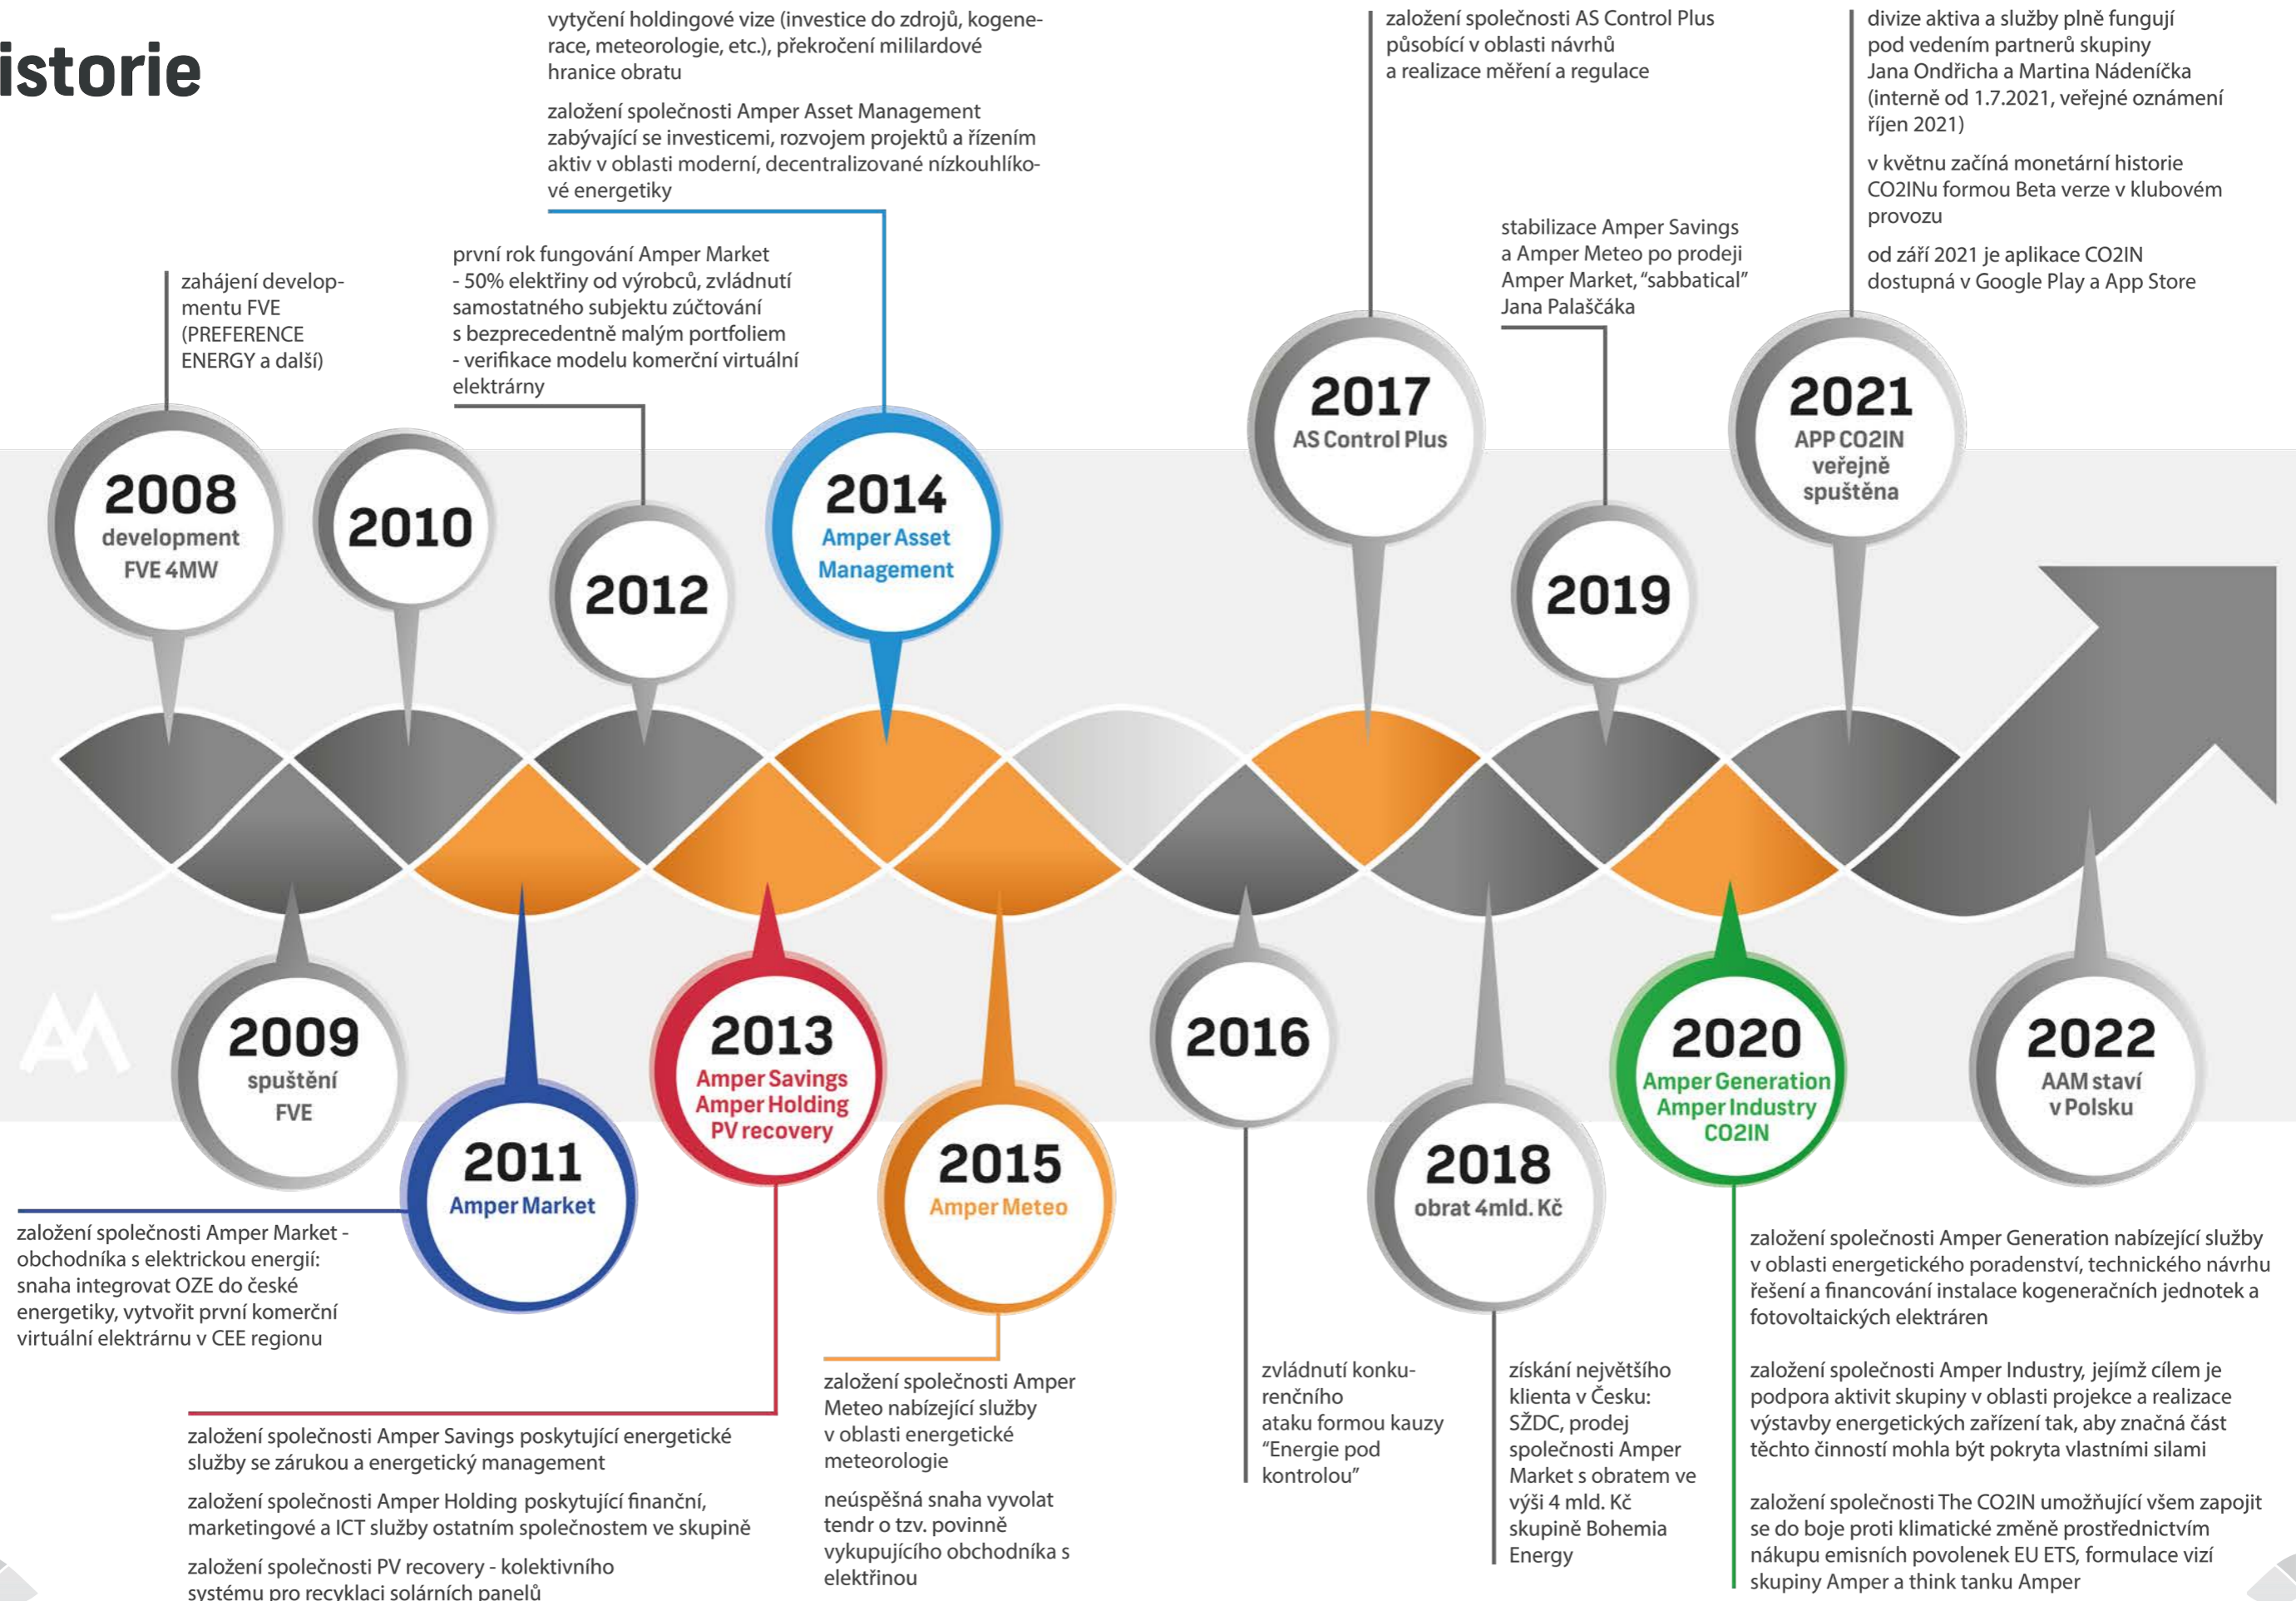 istorie
vytyčení holdingové vize (investice do zdrojů, kogene-
race, meteorologie, etc.), překročení mililardové
hranice obratu
založení společnosti Amper Asset Management
zabývající se investicemi, rozvojem projektů a řízením
aktiv v oblasti moderní, decentralizované nízkouhlíko-
vé energetiky
založení společnosti AS Control Plus
působící v oblasti návrhů
a realizace měření a regulace
divize aktiva a služby plně fungují
pod vedením partnerů skupiny
Jana Ondřicha a Martina Nádeníčka
(interně od 1.7.2021, veřejné oznámení
říjen 2021)
v květnu začíná monetární historie
CO2INu formou Beta verze v klubovém
provozu
od září 2021 je aplikace CO2IN
dostupná v Google Play a App Store
zahájení develop-
mentu FVE
(PREFERENCE
ENERGY a další)
první rok fungování Amper Market
- 50% elektřiny od výrobců, zvládnutí
samostatného subjektu zúčtování
s bezprecedentně malým portfoliem
- verifikace modelu komerční virtuální
elektrárny
stabilizace Amper Savings
a Amper Meteo po prodeji
Amper Market, “sabbatical”
Jana Palaščáka
2008
development
FVE 4MW
2010
2012
2014
Amper Asset
Management
2017
AS Control Plus
2019
2021
APP CO2IN
veřejně
spuštěna
2009
spuštění
FVE
2011
Amper Market
2013
Amper Savings
Amper Holding
PV recovery
2015
Amper Meteo
2016
2018
obrat 4mld. Kč
2020
Amper Generation
Amper Industry
CO2IN
2022
AAM staví
v Polsku
založení společnosti Amper Market -
obchodníka s elektrickou energií:
snaha integrovat OZE do české
energetiky, vytvořit první komerční
virtuální elektrárnu v CEE regionu
založení společnosti Amper Savings poskytující energetické
služby se zárukou a energetický management
založení společnosti Amper Holding poskytující finanční,
marketingové a ICT služby ostatním společnostem ve skupině
založení společnosti PV recovery - kolektivního
systému pro recyklaci solárních panelů
založení společnosti Amper
Meteo nabízející služby
v oblasti energetické
meteorologie
neúspěšná snaha vyvolat
tendr o tzv. povinně
vykupujícího obchodníka s
elektřinou
zvládnutí konku-
renčního
ataku formou kauzy
“Energie pod
kontrolou”
získání největšího
klienta v Česku:
SŽDC, prodej
společnosti Amper
Market s obratem ve
výši 4 mld. Kč
skupině Bohemia
Energy
založení společnosti Amper Generation nabízející služby
v oblasti energetického poradenství, technického návrhu
řešení a financování instalace kogeneračních jednotek a
fotovoltaických elektráren
založení společnosti Amper Industry, jejímž cílem je
podpora aktivit skupiny v oblasti projekce a realizace
výstavby energetických zařízení tak, aby značná část
těchto činností mohla být pokryta vlastními silami
založení společnosti The CO2IN umožňující všem zapojit
se do boje proti klimatické změně prostřednictvím
nákupu emisních povolenek EU ETS, formulace vizí
skupiny Amper a think tanku Amper